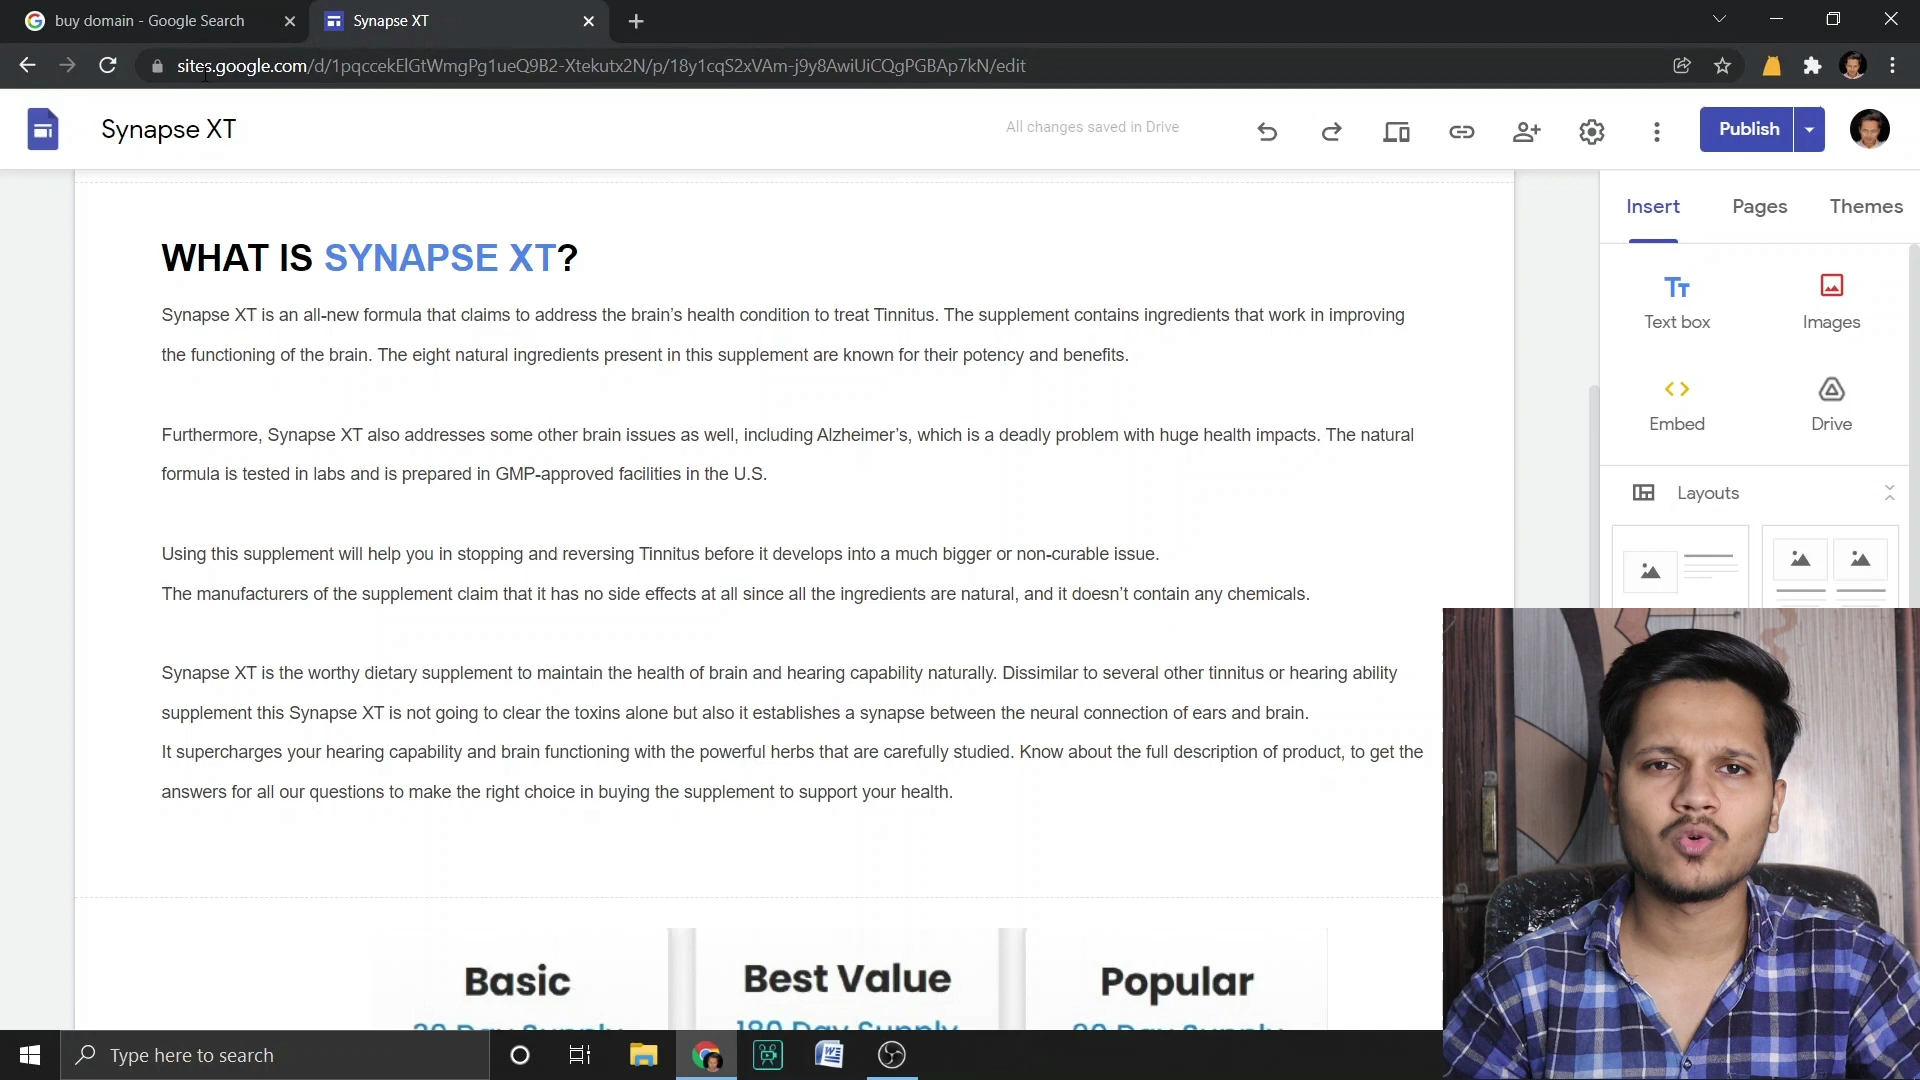 buy domain - Google Search
Synapse XT
sites.google.com/d/1pqccekElGtWmgPg1ueQ9B2-Xtekutx2N/p/18y1cqS2xVAm-j9y8AwiUiCQgPGBAp7kN/edit
Synapse XT
All changes saved in Drive
Publish
Insert
Pages
Themes
WHAT IS SYNAPSE XT?
Synapse XT is an all-new formula that claims to address the brain’s health condition to treat Tinnitus. The supplement contains ingredients that work in improving
the functioning of the brain. The eight natural ingredients present in this supplement are known for their potency and benefits.
Furthermore, Synapse XT also addresses some other brain issues as well, including Alzheimer’s, which is a deadly problem with huge health impacts. The natural
formula is tested in labs and is prepared in GMP-approved facilities in the U.S.
Using this supplement will help you in stopping and reversing Tinnitus before it develops into a much bigger or non-curable issue.
The manufacturers of the supplement claim that it has no side effects at all since all the ingredients are natural, and it doesn’t contain any chemicals.
Synapse XT is the worthy dietary supplement to maintain the health of brain and hearing capability naturally. Dissimilar to several other tinnitus or hearing ability
supplement this Synapse XT is not going to clear the toxins alone but also it establishes a synapse between the neural connection of ears and brain.
It supercharges your hearing capability and brain functioning with the powerful herbs that are carefully studied. Know about the full description of product, to get the
answers for all our questions to make the right choice in buying the supplement to support your health.
Text box
Images
Embed
Drive
Layouts
Basic
Best Value
Popular
180 Day Supply
Type here to search